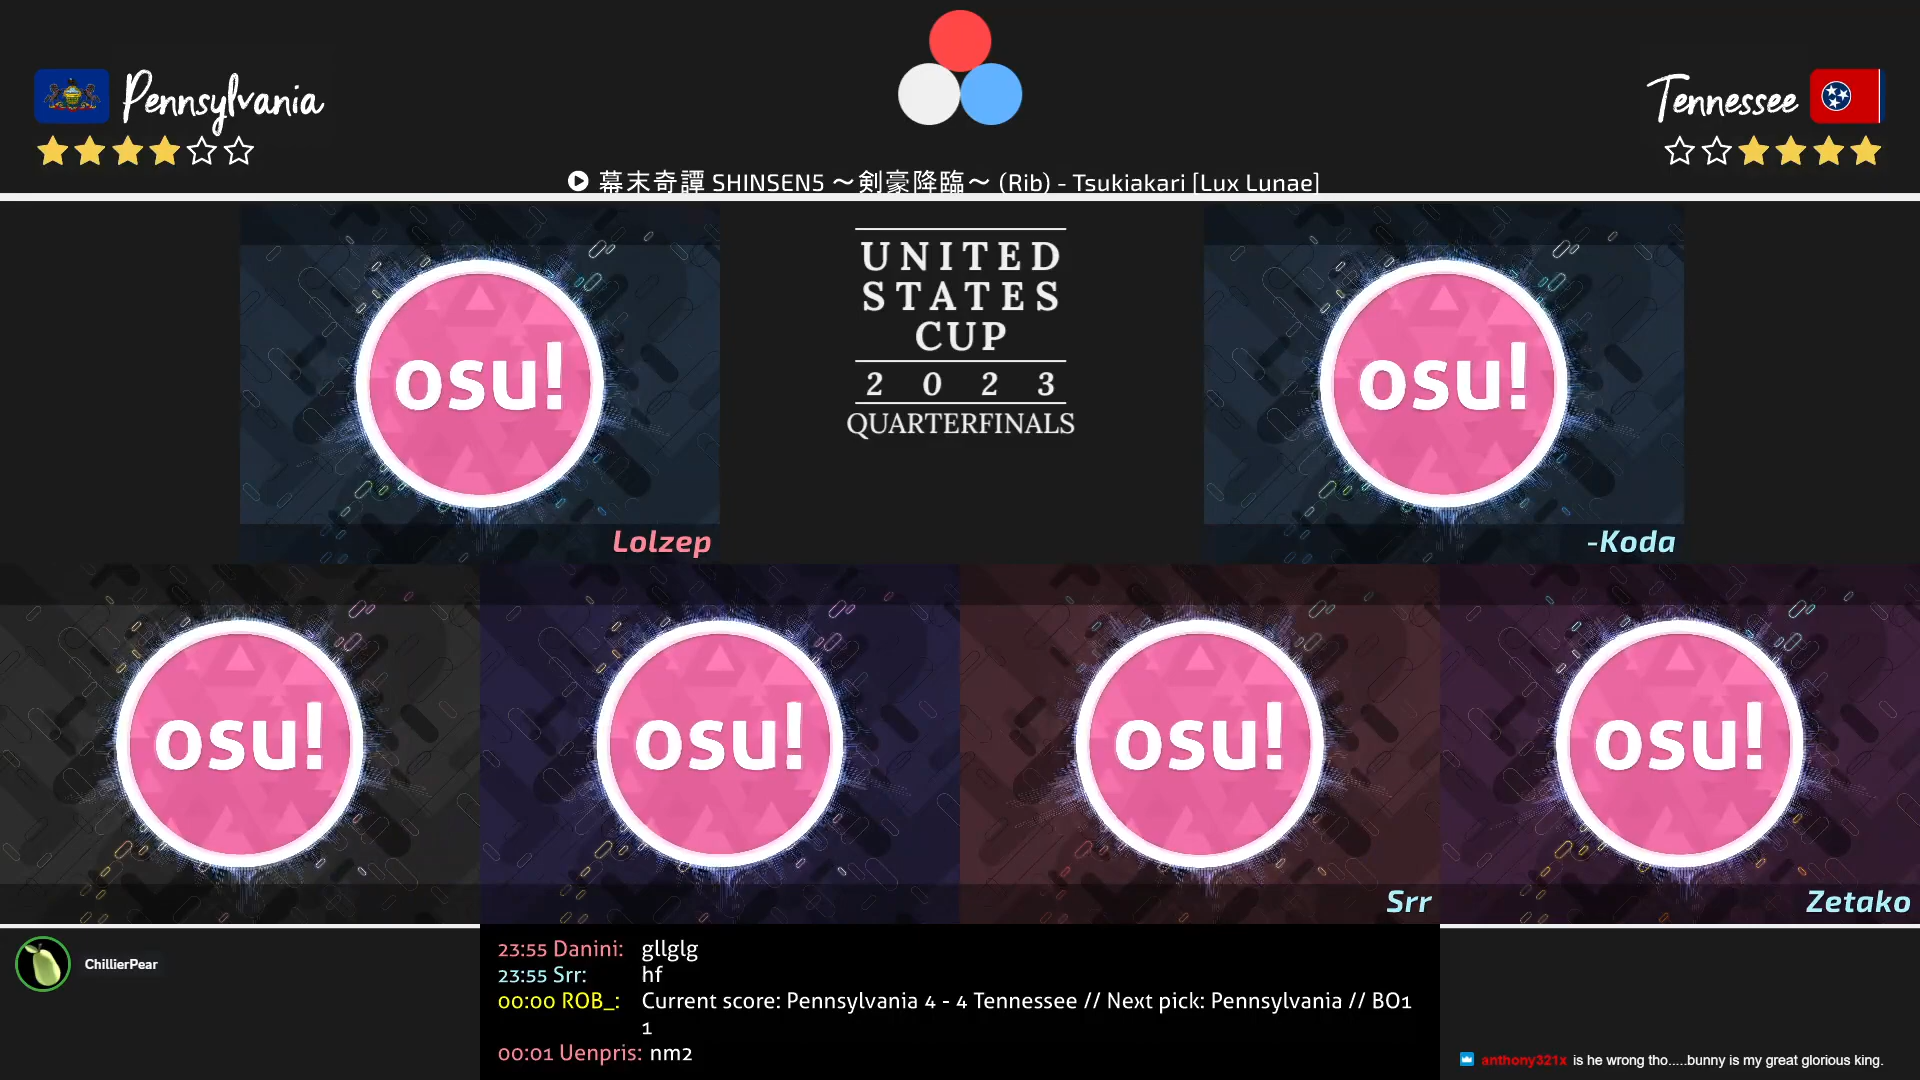 Pennsylvania
Tennessee
幕末奇譚 SHINSEN5 ～剣豪降臨～ (Rib) - Tsukiakari [Lux Lunae]
UNITED
STATES
CUP
2 0 2 3
QUARTERFINALS
osu!
Lolzep
osu!
-Koda
osu!
osu!
osu!
Srr
osu!
Zetako
ChillierPear
23:55 Danini: gllglg
23:55 Srr: hf
00:00 ROB_: Current score: Pennsylvania 4 - 4 Tennessee // Next pick: Pennsylvania // BO1
1
00:01 Uenpris: nm2
anthony321x is he wrong tho.....bunny is my great glorious king.